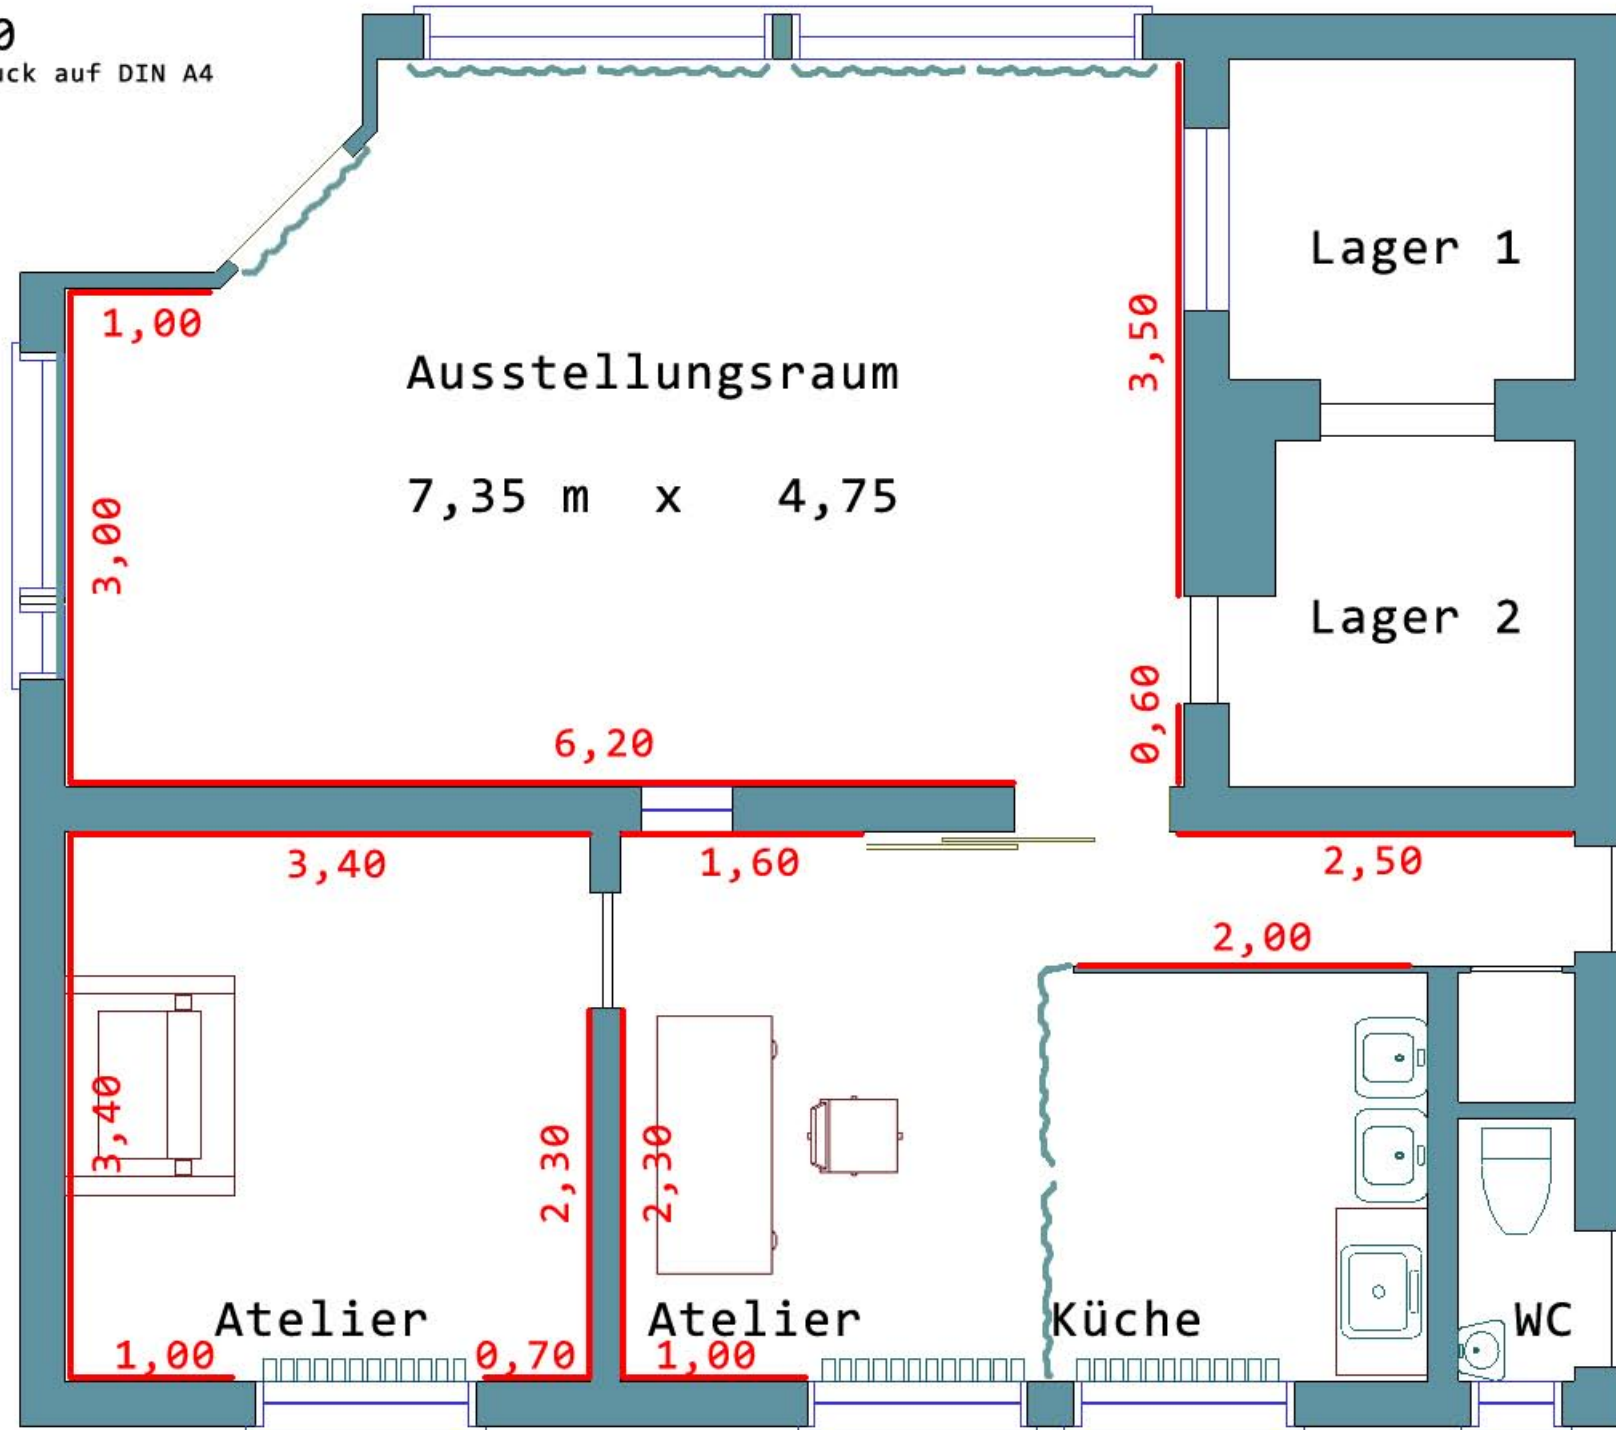 0
uck auf DIN A4
Lager 1
1,00
3,50
Ausstellungsraum
7,35 m x 4,75
3,00
Lager 2
0,60
6,20
3,40
1,60
2,50
2,00
3,40
2,30
2,30
Atelier
Atelier
Küche
WC
1,00
0,70
1,00